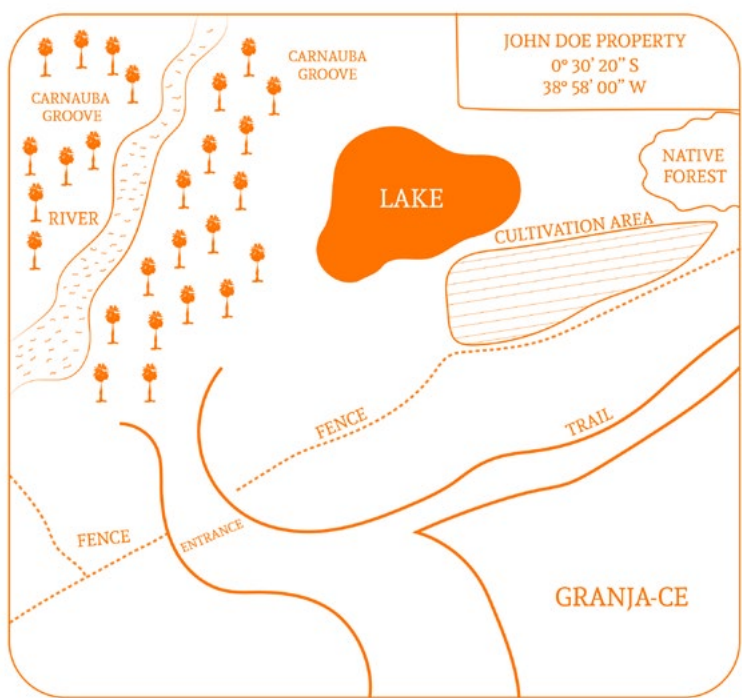 JOHN DOE PROPERTY
0° 30’ 20” S
38° 58’ 00” W
CARNAUBA
GROOVE
CARNAUBA
GROOVE
NATIVE
FOREST
LAKE
RIVER
CULTIVATION AREA
FENCE
TRAIL
FENCE
ENTRANCE
GRANJA-CE